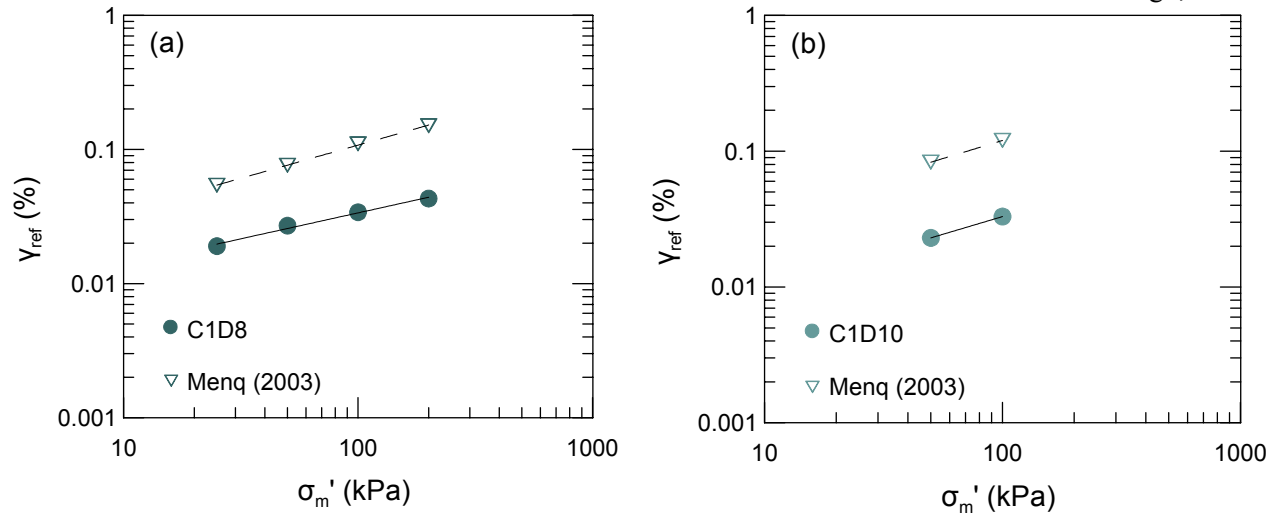 (a)
1
0.1
0.01
0.001
γref (%)
C1D8
Menq (2003)
10
100
1000
σm' (kPa)
(b)
1
0.1
0.01
0.001
γref (%)
C1D10
Menq (2003)
10
100
1000
σm' (kPa)